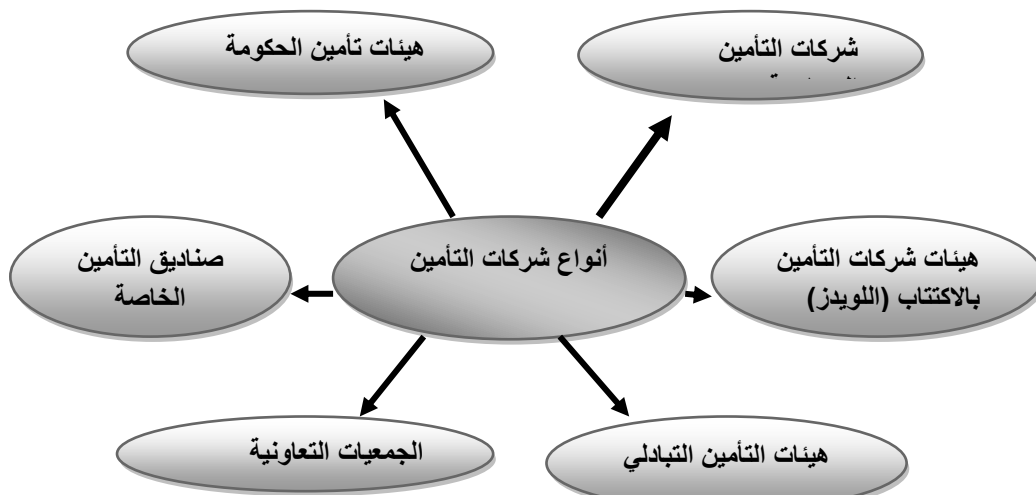 شركات التأمين
هيئات تأمين الحكومة
هيئات شركات التأمين
بالاكتتاب (اللويدز)
أنواع شركات التأمين
صناديق التأمين
الخاصة
هيئات التأمين التبادلي
الجمعيات التعاونية